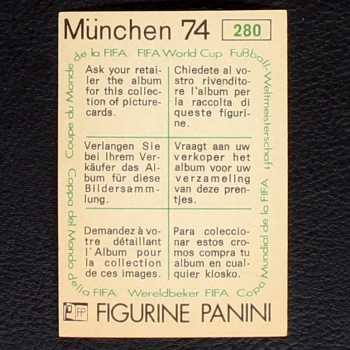 München 74 280
de la FIFA FIFA World Cup Fußball-Weltmeisterschaft
Coupe du Monde
Ask your retai-
ler the album
for this collec-
tion of picture-
cards.
Chiedete al vo-
stro rivendito-
re l'album per
la raccolta di
queste figuri-
ne.
Verlangen Sie
bei Ihrem Ver-
käufer das Al-
bum für diese
Bildersamm-
lung.
Vraagt aan uw
verkoper het
album voor uw
verzameling
van deze pren-
tjes.
Demandez à vo-
tre détaillant
l'Album pour
la collection
de ces images.
Para coleccio-
nar estos cro-
mos compra tu
album en cual-
quier kiosko.
Coppa del Mondo
della FIFA Wereldbeker FIFA Copa Mundial de la FIFA
FIGURINE PANINI